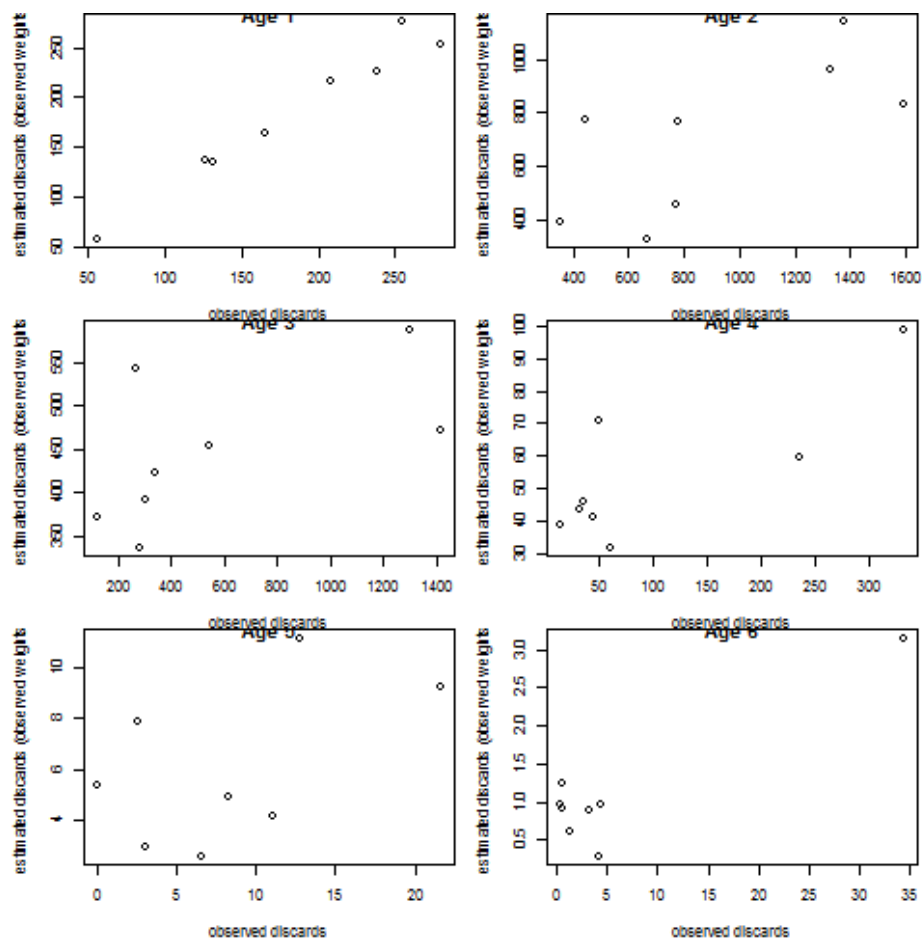 Age 1
estimated discards (observed weights
250
200
150
100
50
50 100 150 200 250
observed discards
Age 2
estimated discards (observed weights
1000
800
600
400
400 600 800 1000 1200 1400 1600
observed discards
Age 3
estimated discards (observed weights
550
500
450
400
350
200 400 600 800 1000 1200 1400
observed discards
Age 4
estimated discards (observed weights
100
90
80
70
60
50
40
30
50 100 150 200 250 300
observed discards
Age 5
estimated discards (observed weights
10
8
6
4
0 5 10 15 20
observed discards
Age 6
estimated discards (observed weights
3.0
2.5
2.0
1.5
1.0
0.5
0 5 10 15 20 25 30 35
observed discards